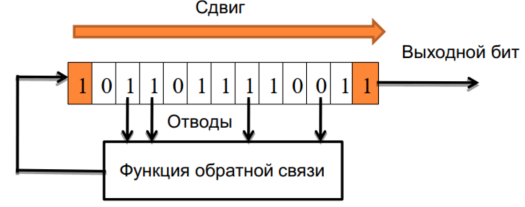 Сдвиг
Выходной бит
1 0 1 1 0 1 1 1 1 0 0 1 1
Отводы
Функция обратной связи